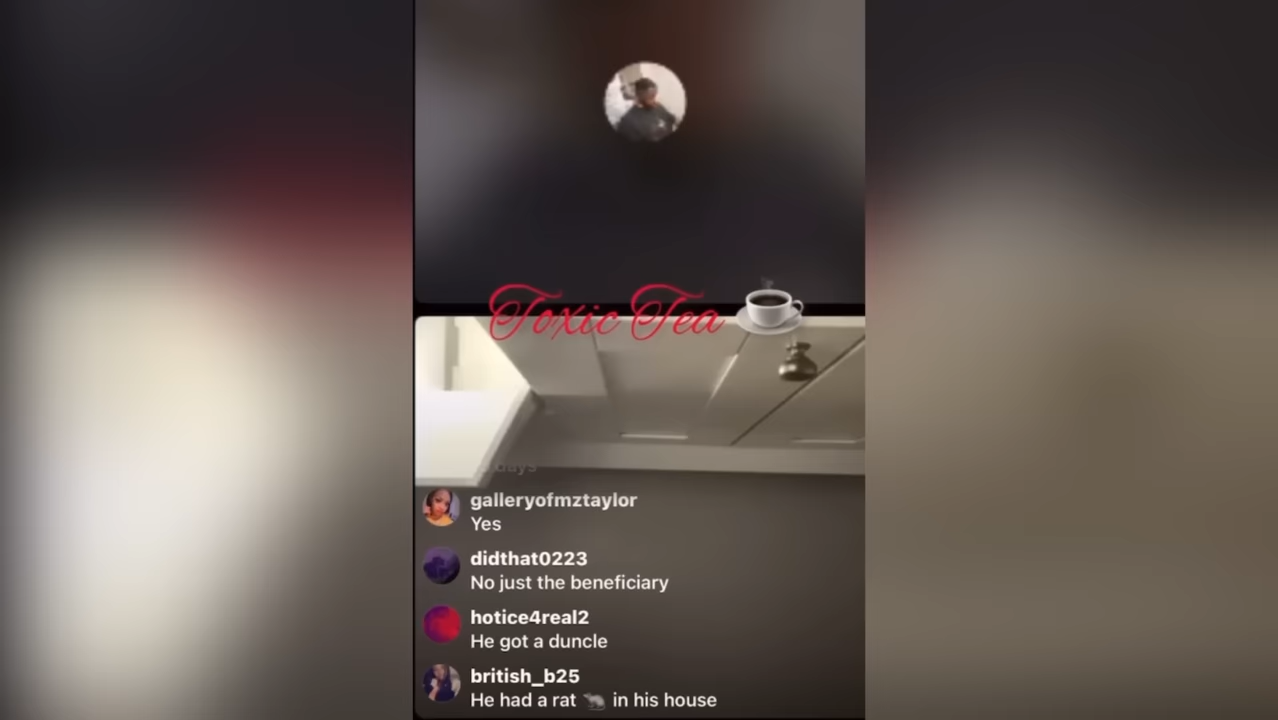 Toxic Tea
days
galleryofmztaylor
Yes
didthat0223
No just the beneficiary
hotice4real2
He got a duncle
british_b25
He had a rat 🐀 in his house